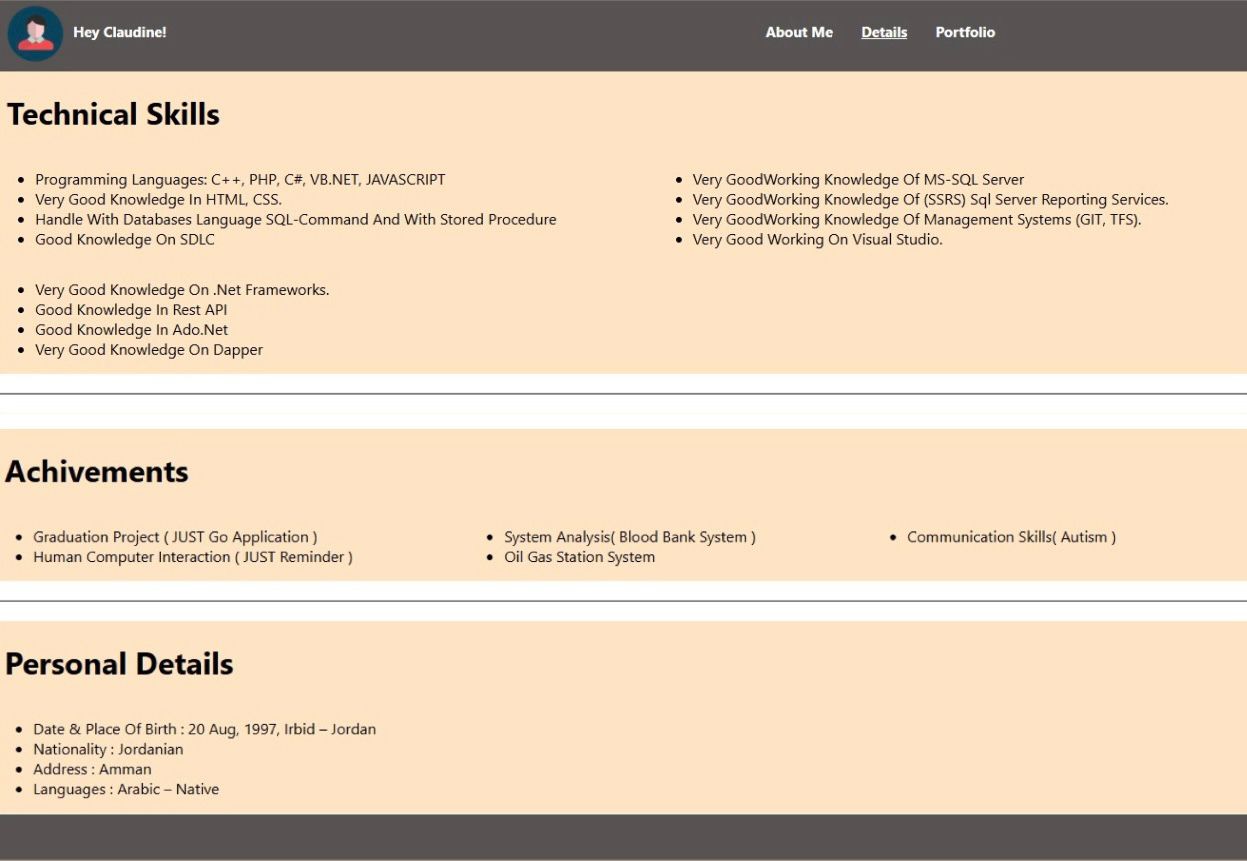 Hey Claudine!
About Me Details Portfolio
Technical Skills
Programming Languages: C++, PHP, C#, VB.NET, JAVASCRIPT
Very Good Knowledge In HTML, CSS.
Handle With Databases Language SQL-Command And With Stored Procedure
Good Knowledge On SDLC
Very GoodWorking Knowledge Of MS-SQL Server
Very GoodWorking Knowledge Of (SSRS) Sql Server Reporting Services.
Very GoodWorking Knowledge Of Management Systems (GIT, TFS).
Very Good Working On Visual Studio.
Very Good Knowledge On .Net Frameworks.
Good Knowledge In Rest API
Good Knowledge In Ado.Net
Very Good Knowledge On Dapper
Achivements
Graduation Project ( JUST Go Application )
Human Computer Interaction ( JUST Reminder )
System Analysis( Blood Bank System )
Oil Gas Station System
Communication Skills( Autism )
Personal Details
Date & Place Of Birth : 20 Aug, 1997, Irbid – Jordan
Nationality : Jordanian
Address : Amman
Languages : Arabic – Native